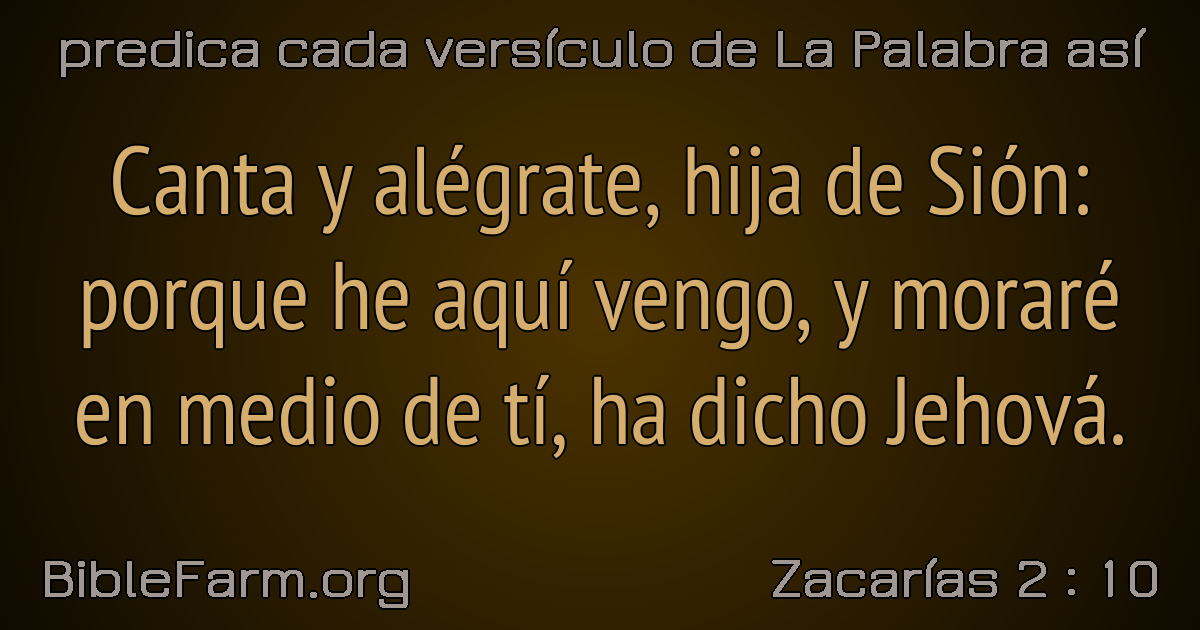 predica cada versículo de La Palabra así
Canta y alégrate, hija de Sión:
porque he aquí vengo, y moraré
en medio de tí, ha dicho Jehová.
BibleFarm.org
Zacarías 2 : 10